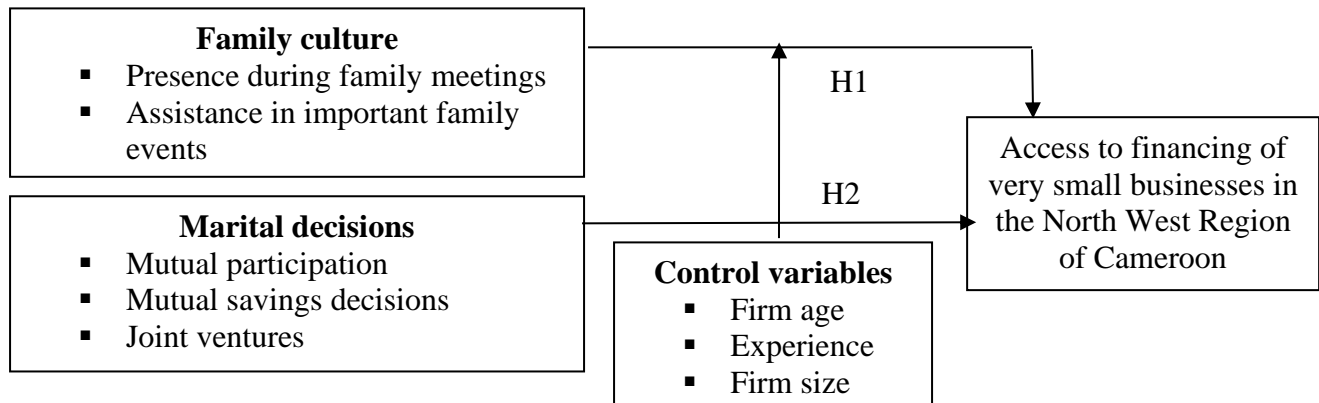 Family culture
▪ Presence during family meetings
▪ Assistance in important family
events
H1
Access to financing of
very small businesses in
the North West Region
of Cameroon
Marital decisions
▪ Mutual participation
▪ Mutual savings decisions
▪ Joint ventures
H2
Control variables
▪ Firm age
▪ Experience
▪ Firm size